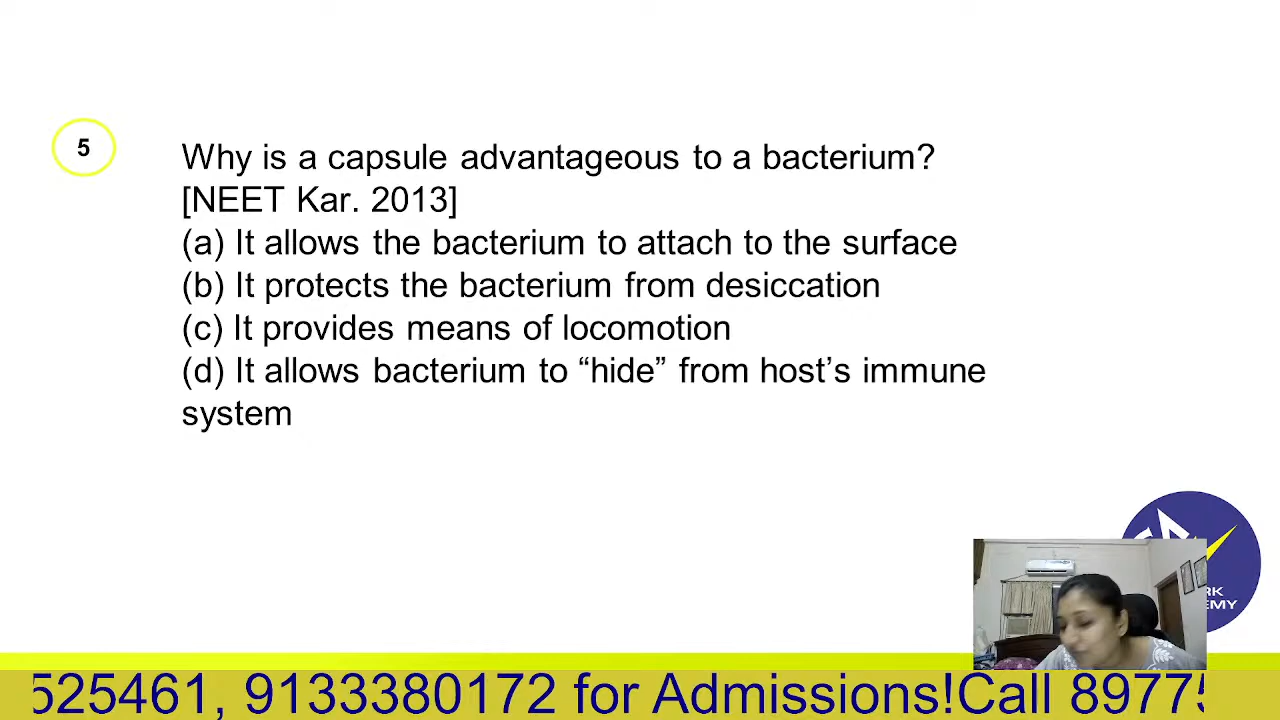 5
Why is a capsule advantageous to a bacterium?
[NEET Kar. 2013]
(a) It allows the bacterium to attach to the surface
(b) It protects the bacterium from desiccation
(c) It provides means of locomotion
(d) It allows bacterium to “hide” from host’s immune
system
525461, 9133380172 for Admissions!Call 8977